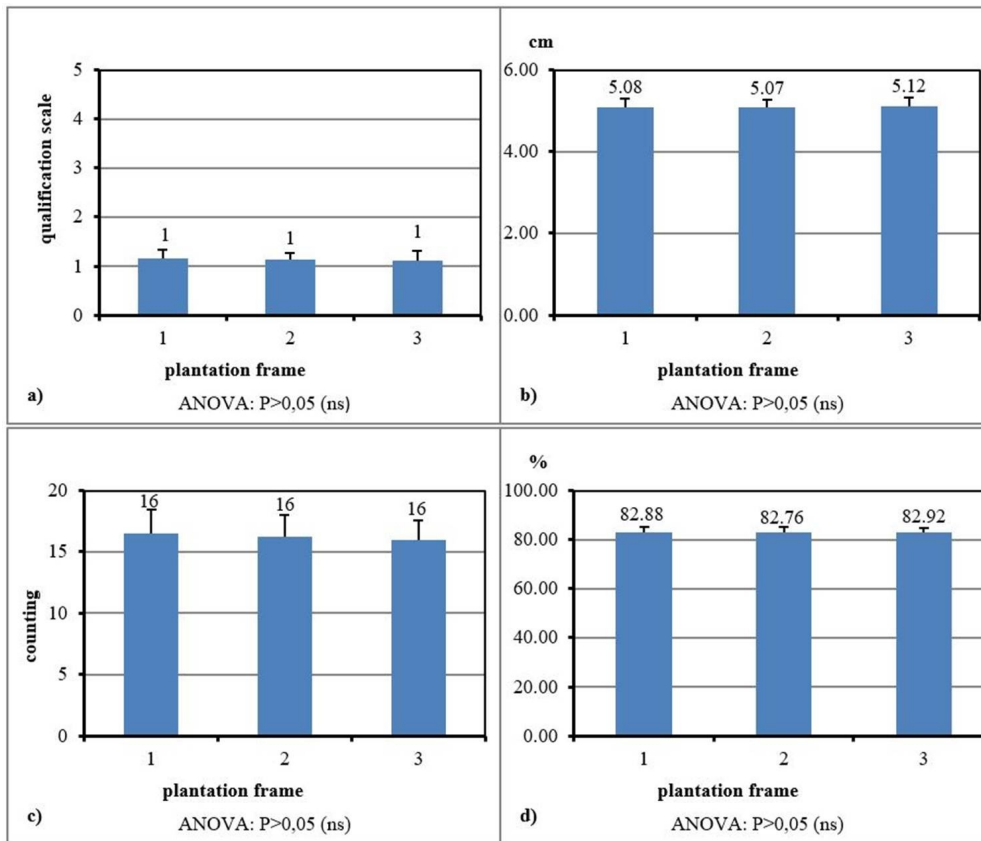 5
4
3
2
1
0
qualification scale
1 1 1
1 2 3
plantation frame
a)
ANOVA: P>0,05 (ns)
cm
6.00
4.00
2.00
0.00
5.08 5.07 5.12
1 2 3
plantation frame
b)
ANOVA: P>0,05 (ns)
20
15
10
5
0
counting
16 16 16
1 2 3
plantation frame
c)
ANOVA: P>0,05 (ns)
%
100.00
80.00
60.00
40.00
20.00
0.00
82.88 82.76 82.92
1 2 3
plantation frame
d)
ANOVA: P>0,05 (ns)